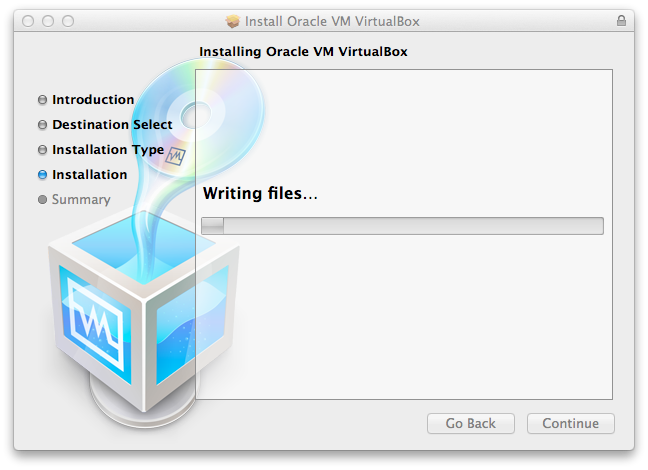 Install Oracle VM VirtualBox
Installing Oracle VM VirtualBox
Introduction
Destination Select
Installation Type
Installation
Summary
Writing files...
VM
Go Back
Continue